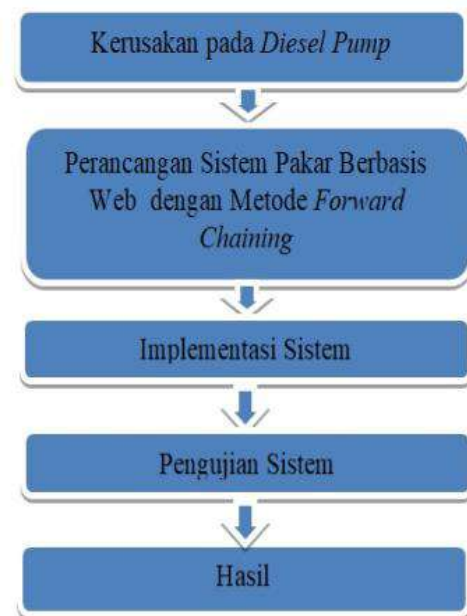 Kerusakan pada Diesel Pump
Perancangan Sistem Pakar Berbasis
Web dengan Metode Forward
Chaining
Implementasi Sistem
Pengujian Sistem
Hasil